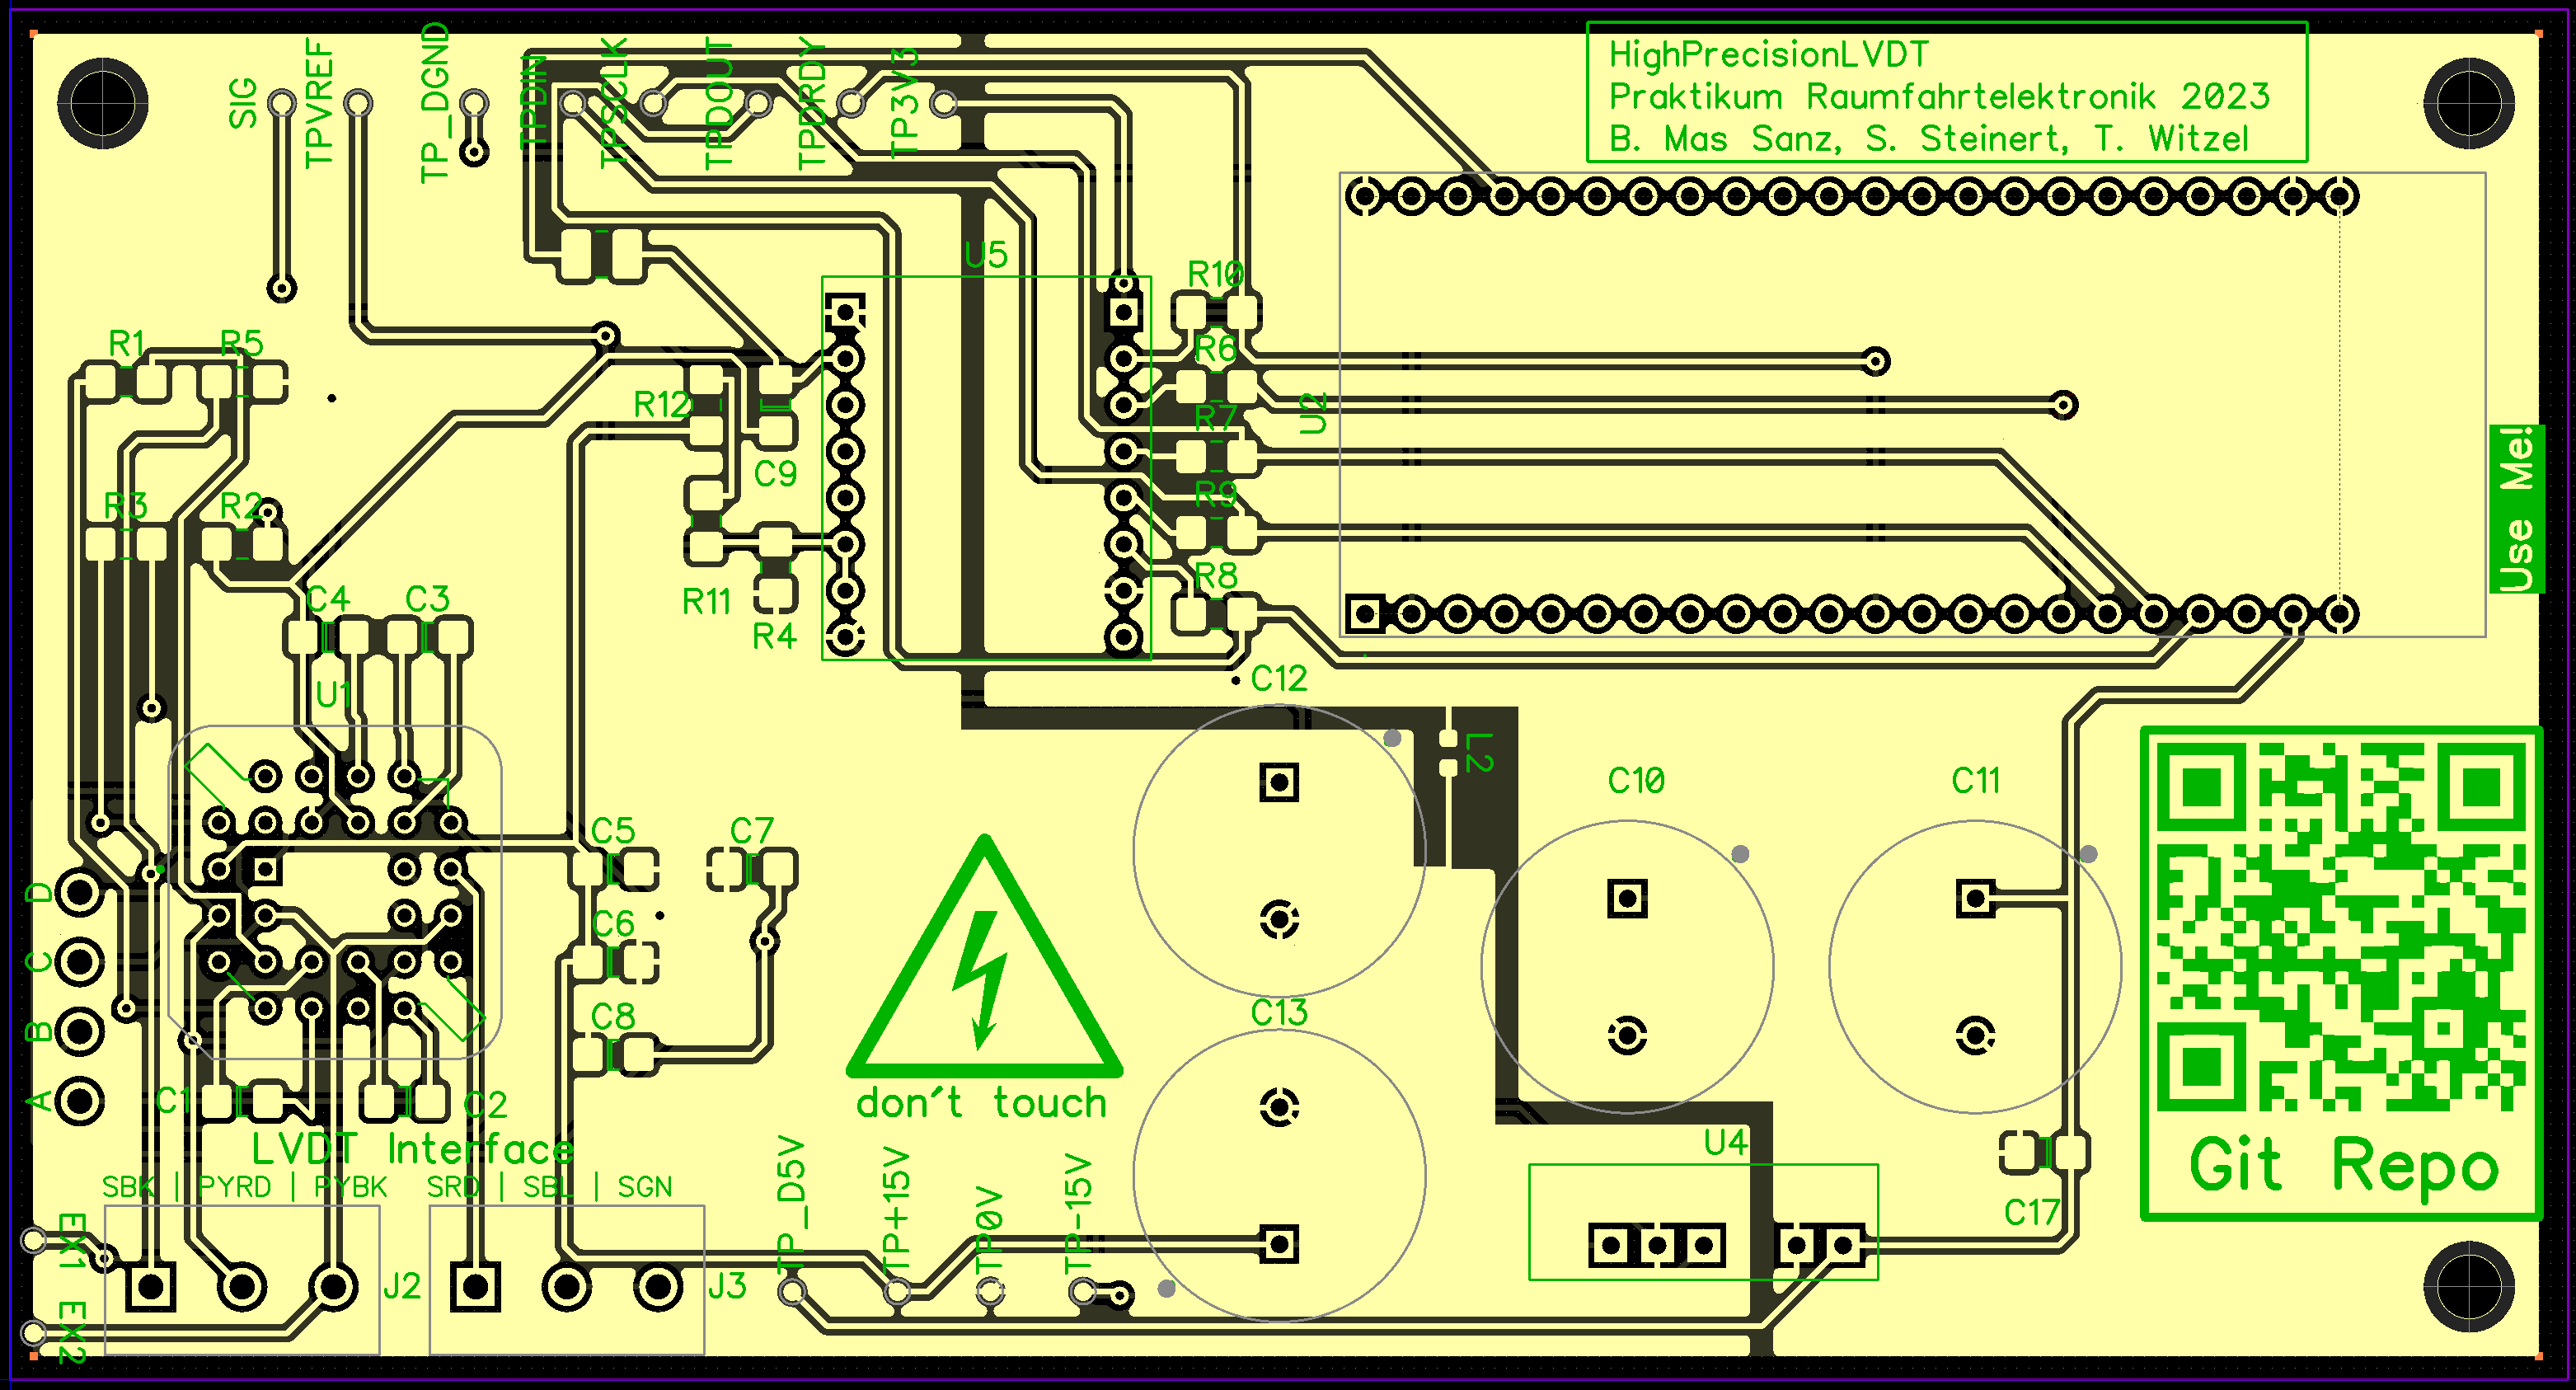 HighPrecisionLVDT
Praktikum Raumfahrtelektronik 2023
B. Mas Sanz, S. Steinert, T. Witzel
SIG
TPVREF
TP_DGND
TPDIN
TPSCLK
TPDOUT
TPDRDY
TP3V3
U5
R10
R1
R5
R6
R12
R7
U2
C9
R3
R2
R9
Use Me!
R8
C4
C3
R11
R4
U1
C12
L2
C10
C11
C5
C7
D
C6
C
C8
C13
B
A
C1
C2
don't touch
LVDT Interface
U4
Git Repo
SBK | PYRD | PYBK
SRD | SBL | SGN
TP_D5V
TP+15V
TP0V
TP-15V
C17
EX1
J2
J3
EX2